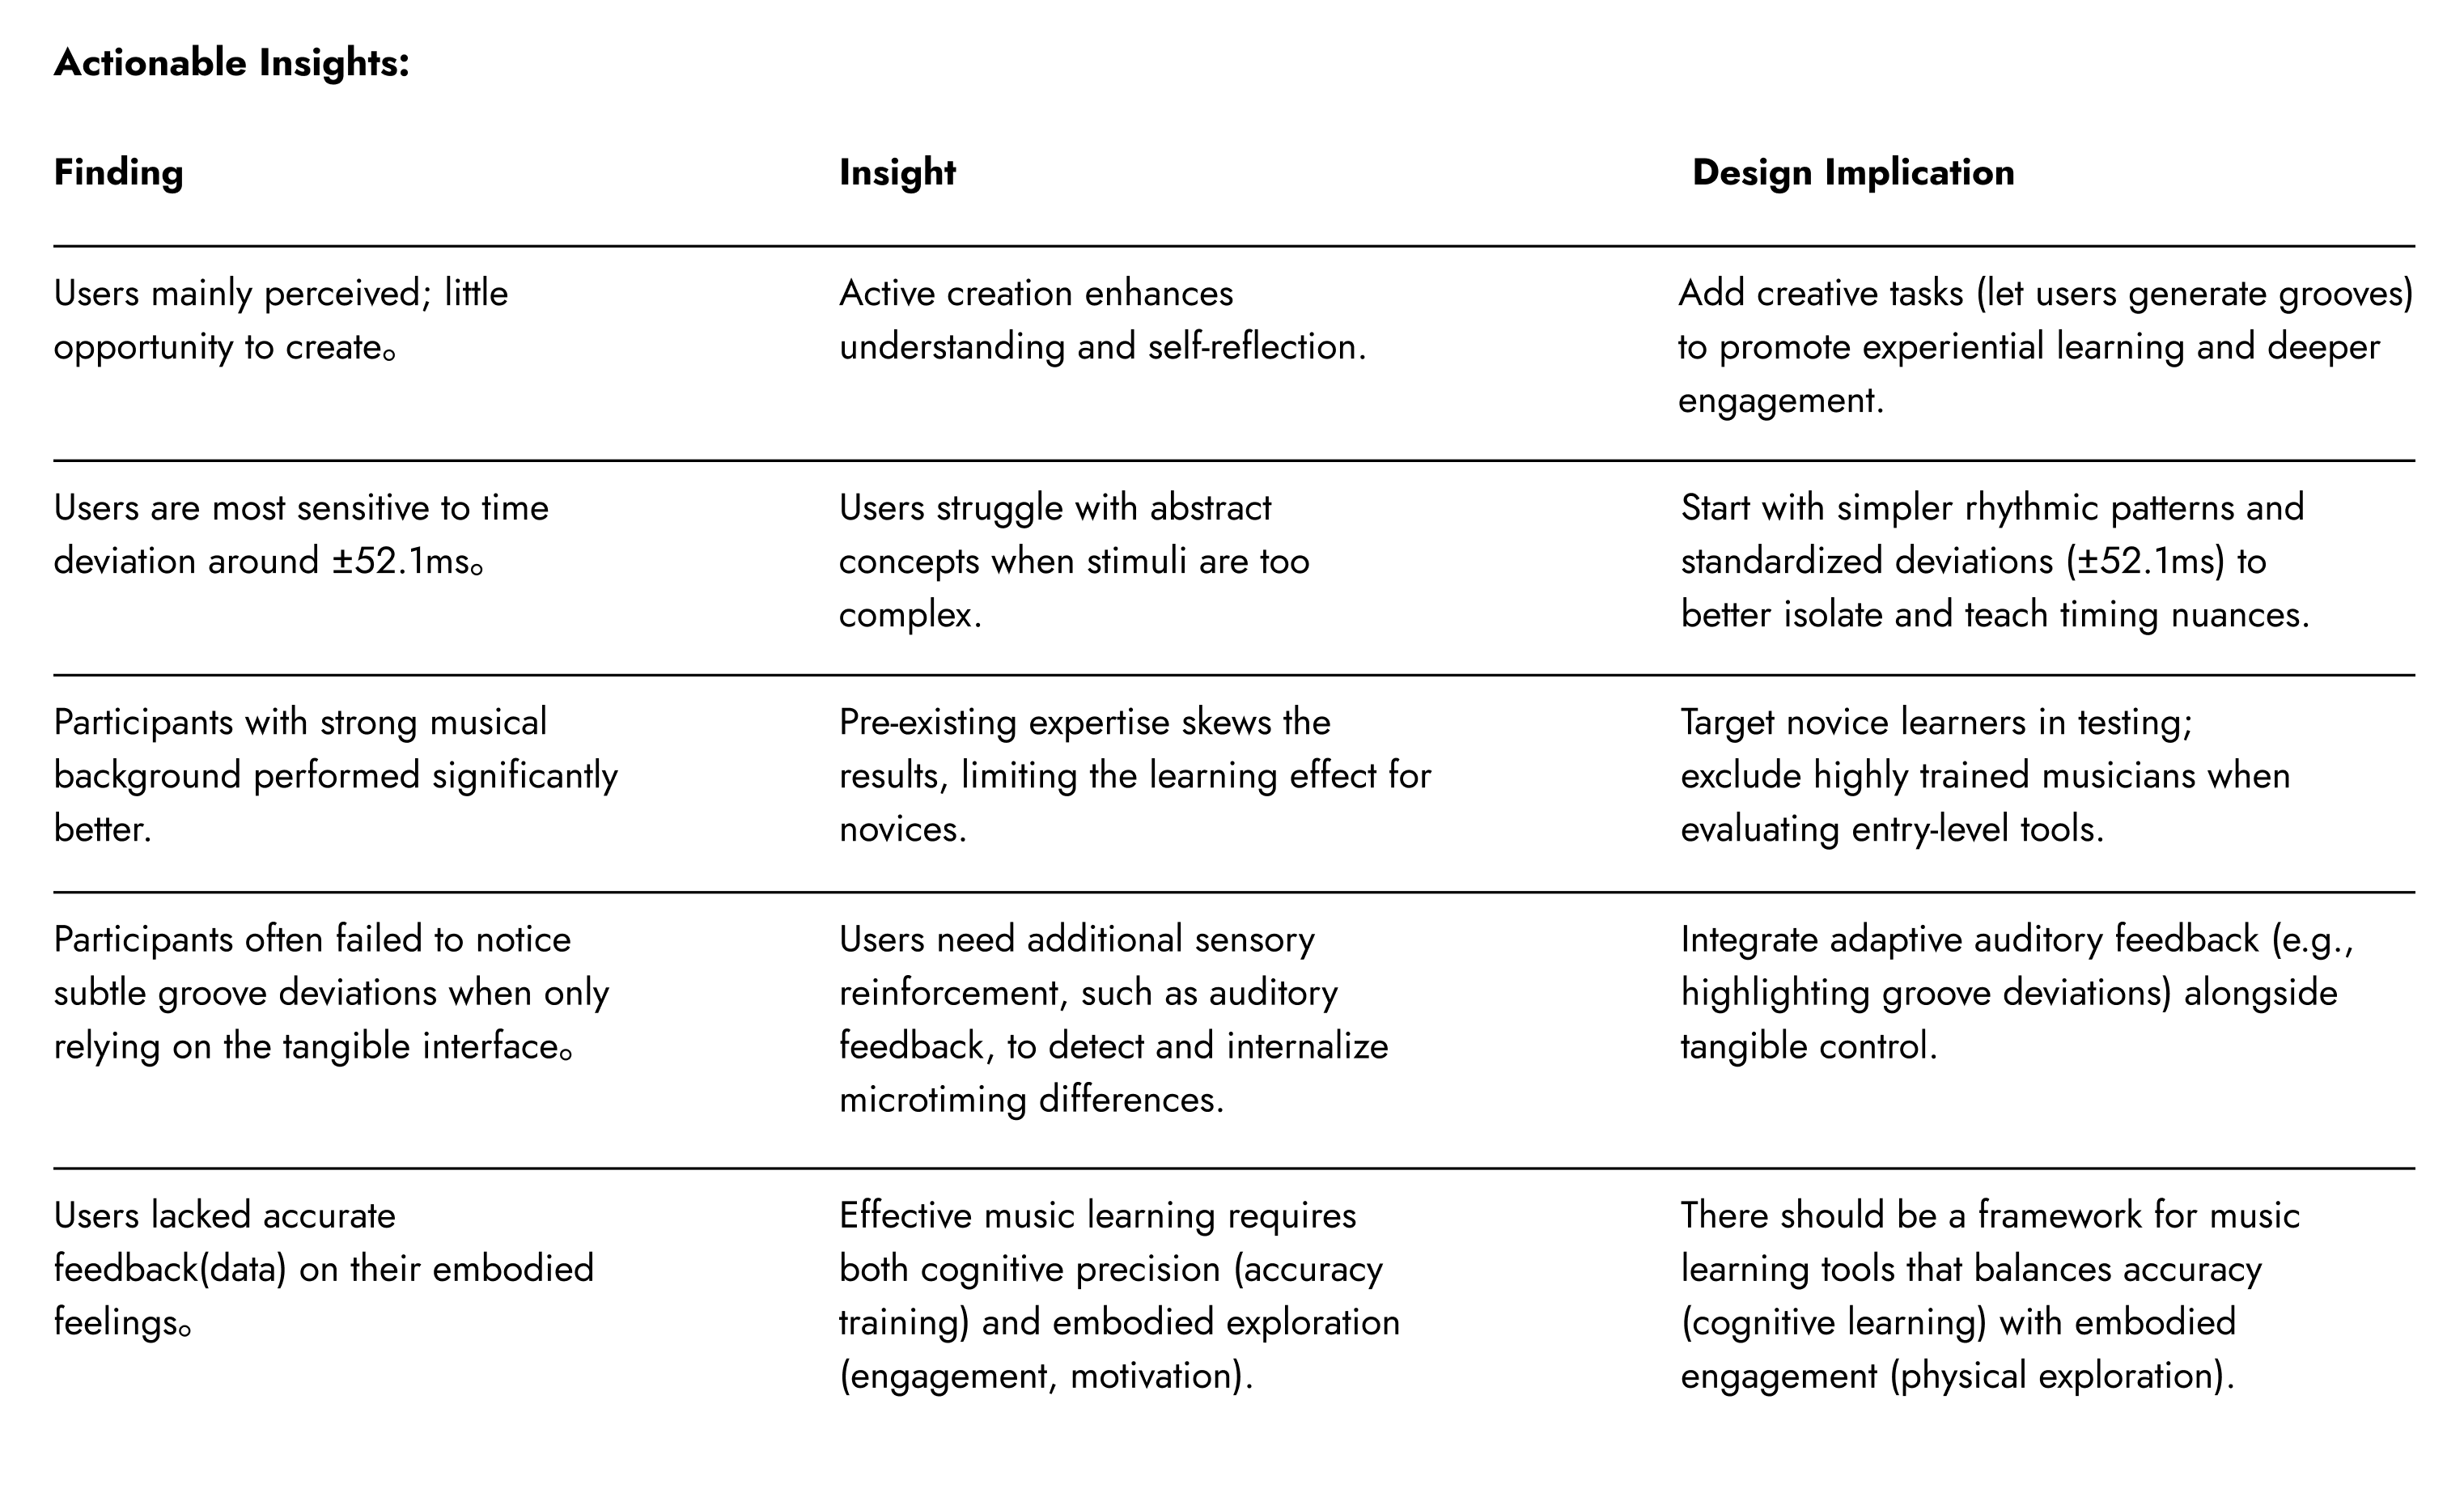 Actionable Insights:
Finding
Insight
Design Implication
Users mainly perceived; little
opportunity to create。
Active creation enhances
understanding and self-reflection.
Add creative tasks (let users generate grooves)
to promote experiential learning and deeper
engagement.
Users are most sensitive to time
deviation around ±52.1ms。
Users struggle with abstract
concepts when stimuli are too
complex.
Start with simpler rhythmic patterns and
standardized deviations (±52.1ms) to
better isolate and teach timing nuances.
Participants with strong musical
background performed significantly
better.
Pre-existing expertise skews the
results, limiting the learning effect for
novices.
Target novice learners in testing;
exclude highly trained musicians when
evaluating entry-level tools.
Participants often failed to notice
subtle groove deviations when only
relying on the tangible interface。
Users need additional sensory
reinforcement, such as auditory
feedback, to detect and internalize
microtiming differences.
Integrate adaptive auditory feedback (e.g.,
highlighting groove deviations) alongside
tangible control.
Users lacked accurate
feedback(data) on their embodied
feelings。
Effective music learning requires
both cognitive precision (accuracy
training) and embodied exploration
(engagement, motivation).
There should be a framework for music
learning tools that balances accuracy
(cognitive learning) with embodied
engagement (physical exploration).